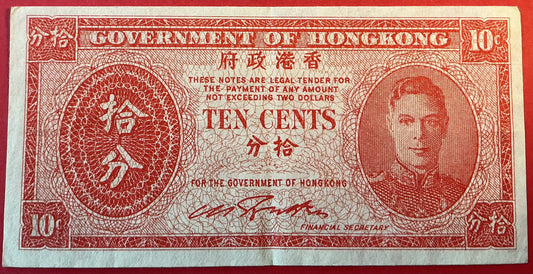 分拾 GOVERNMENT OF HONGKONG 10¢
府政港香
THESE NOTES ARE LEGAL TENDER FOR
THE PAYMENT OF ANY AMOUNT
NOT EXCEEDING TWO DOLLARS
拾分
TEN CENTS
分拾
FOR THE GOVERNMENT OF HONGKONG
FINANCIAL SECRETARY
10¢ 分拾